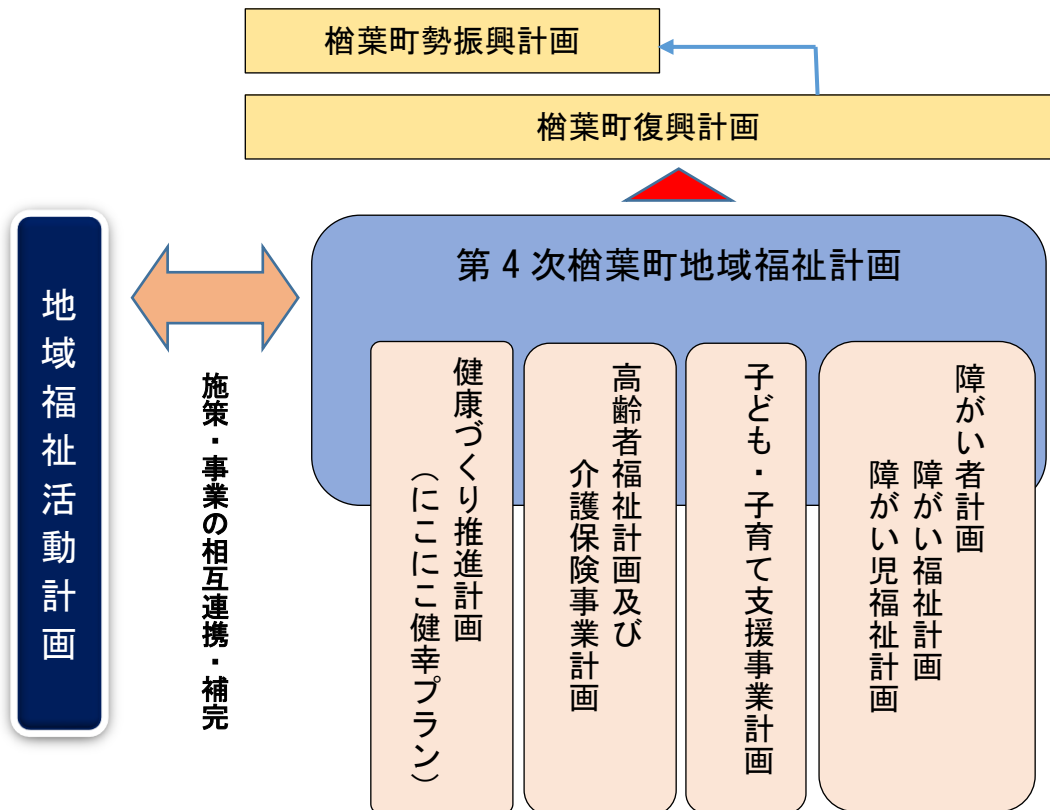 楢葉町勢振興計画
楢葉町復興計画
第4次楢葉町地域福祉計画
地域福祉活動計画
施策・事業の相互連携・補完
健康づくり推進計画
（にこにこ健幸プラン）
高齢者福祉計画及び
介護保険事業計画
子ども・子育て支援事業計画
障がい者計画
障がい福祉計画
障がい児福祉計画